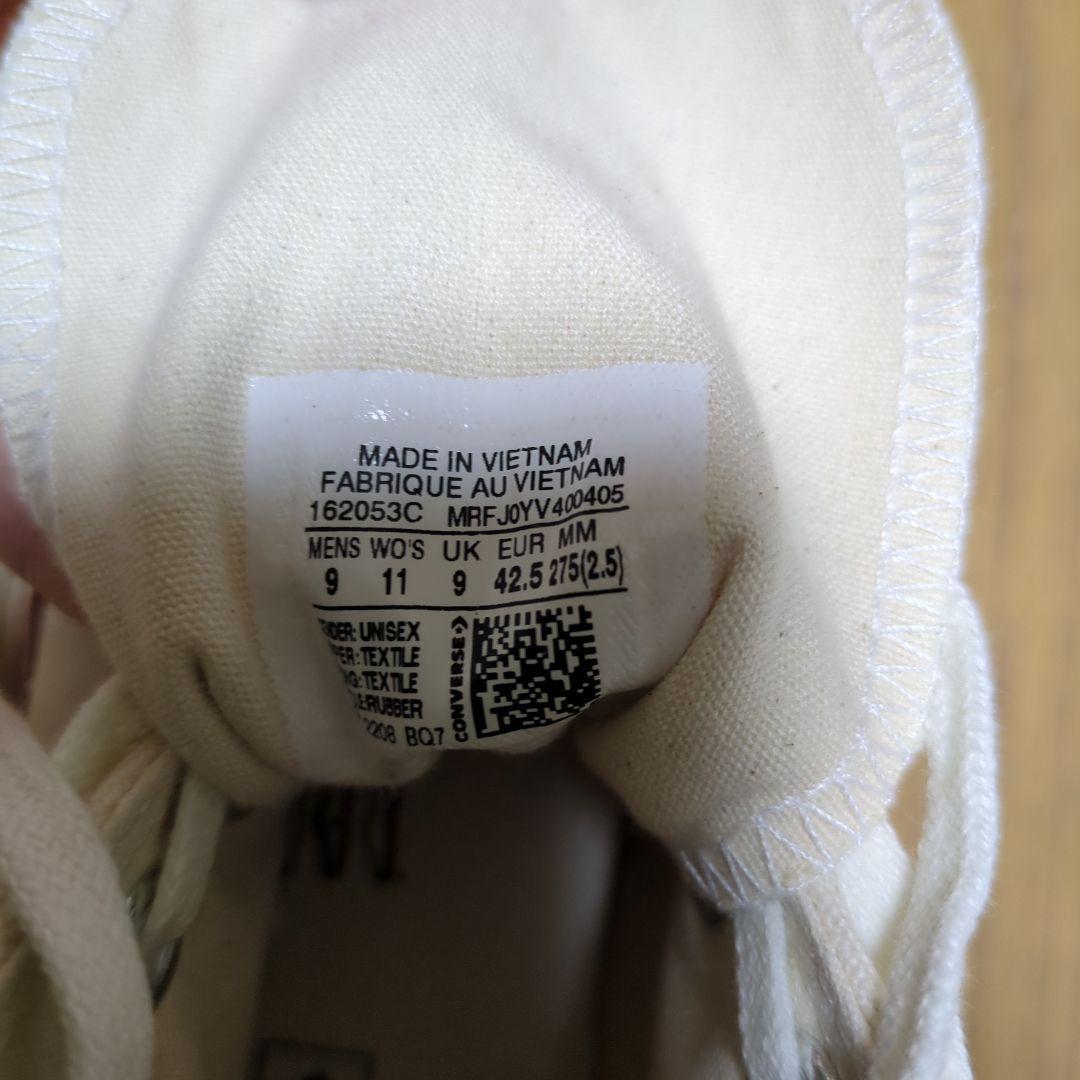 MADE IN VIETNAM
FABRIQUE AU VIETNAM
162053C MRFJ0YV400405
MENS WO'S UK EUR MM
9 11 9 42.5 275(2.5)
UNISEX
TEXTILE
TEXTILE
RUBBER
2208 BQ7
CONVERSE